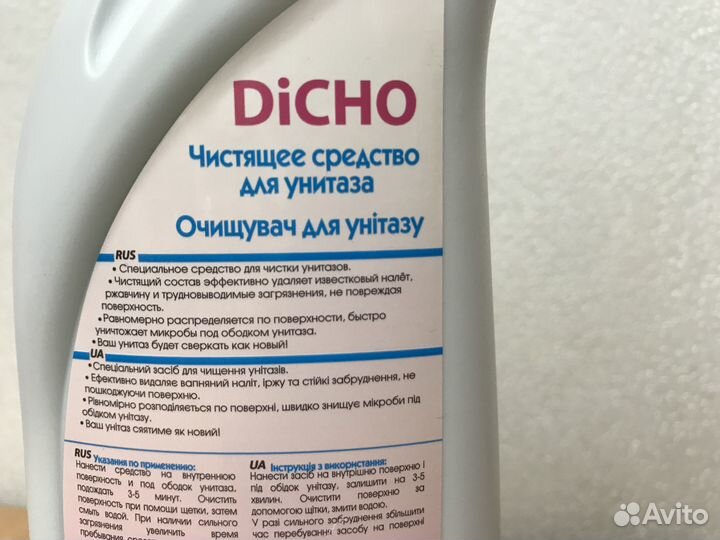 DiCHO
Чистящее средство
для унитаза
Очищувач для унітазу
RUS
• Специальное средство для чистки унитазов.
• Чистящий состав эффективно удаляет известковый налёт,
ржавчину и трудновыводимые загрязнения, не повреждая
поверхность.
• Равномерно распределяется по поверхности, быстро
уничтожает микробы под ободком унитаза.
• Ваш унитаз будет сверкать как новый!
UA
• Спеціальний засіб для чищення унітазів.
• Ефективно видаляє вапняний наліт, іржу та стійкі забруднення, не
пошкоджуючи поверхню.
• Рівномірно розподіляється по поверхні, швидко знищує мікроби під
обідком унітазу.
• Ваш унітаз сяятиме як новий!
RUS Указания по применению:
Нанести средство на внутреннюю
поверхность и под ободок унитаза,
подождать 3-5 минут. Очистить
поверхность при помощи щетки, затем
смыть водой. При наличии сильного
загрязнения увеличить время
UA Інструкція з використання:
Нанести засіб на внутрішню поверхню і
під обідок унітазу, залишити на 3-5
хвилин. Очистити поверхню за
допомогою щітки, змити водою.
У разі сильного забруднення збільшити
час перебування засобу на поверхні
Avito